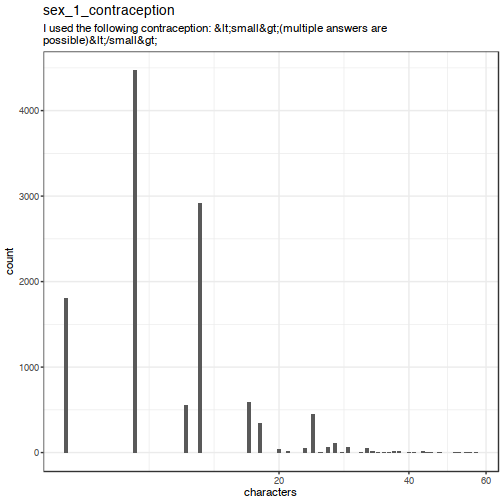 sex_1_contraception
I used the following contraception: &lt;small&gt;(multiple answers are
possible)&lt;/small&gt;
count
4000
3000
2000
1000
0
20
40
60
characters